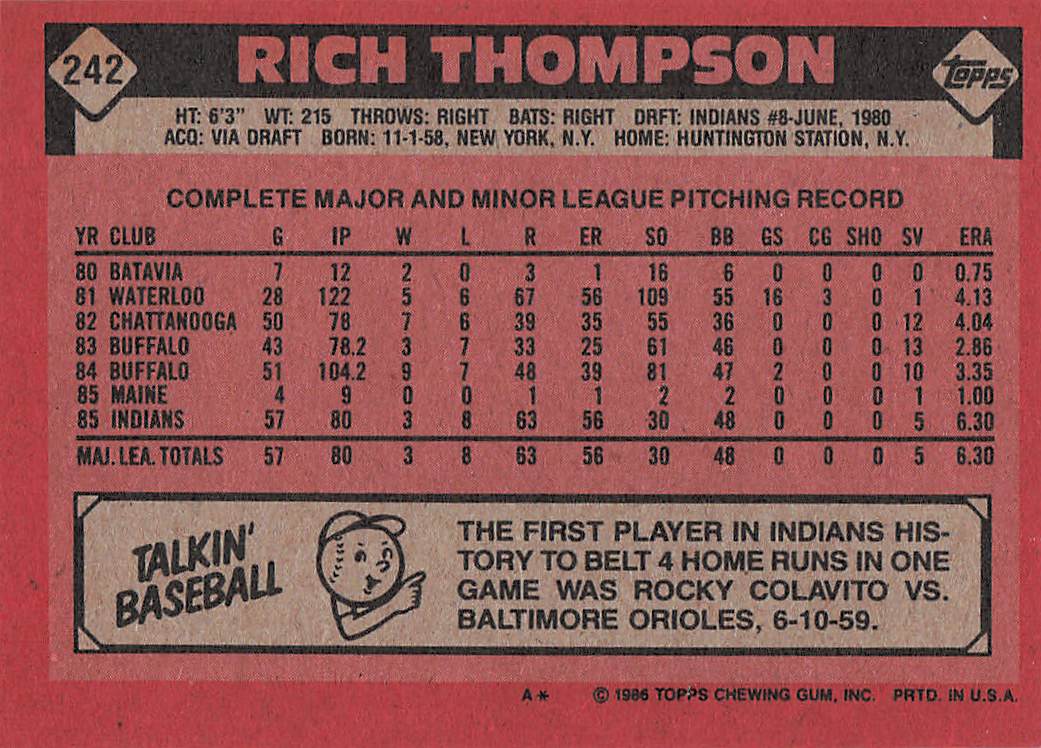 242
RICH THOMPSON
Topps
HT: 6'3" WT: 215 THROWS: RIGHT BATS: RIGHT DRFT: INDIANS #8-JUNE, 1980
ACQ: VIA DRAFT BORN: 11-1-58, NEW YORK, N.Y. HOME: HUNTINGTON STATION, N.Y.
COMPLETE MAJOR AND MINOR LEAGUE PITCHING RECORD
YR CLUB G IP W L R ER SO BB GS CG SHO SV ERA
80 BATAVIA 7 12 2 0 3 1 16 6 0 0 0 0 0.75
81 WATERLOO 28 122 5 6 67 56 109 55 16 3 0 1 4.13
82 CHATTANOOGA 50 78 7 6 39 35 55 36 0 0 0 12 4.04
83 BUFFALO 43 78.2 3 7 33 25 61 46 0 0 0 13 2.86
84 BUFFALO 51 104.2 9 7 48 39 81 47 2 0 0 10 3.35
85 MAINE 4 9 0 0 1 1 2 2 0 0 0 1 1.00
85 INDIANS 57 80 3 8 63 56 30 48 0 0 0 5 6.30
MAJ. LEA. TOTALS 57 80 3 8 63 56 30 48 0 0 0 5 6.30
TALKIN'
BASEBALL
THE FIRST PLAYER IN INDIANS HIS-
TORY TO BELT 4 HOME RUNS IN ONE
GAME WAS ROCKY COLAVITO VS.
BALTIMORE ORIOLES, 6-10-59.
A* © 1986 TOPPS CHEWING GUM, INC. PRTD. IN U.S.A.